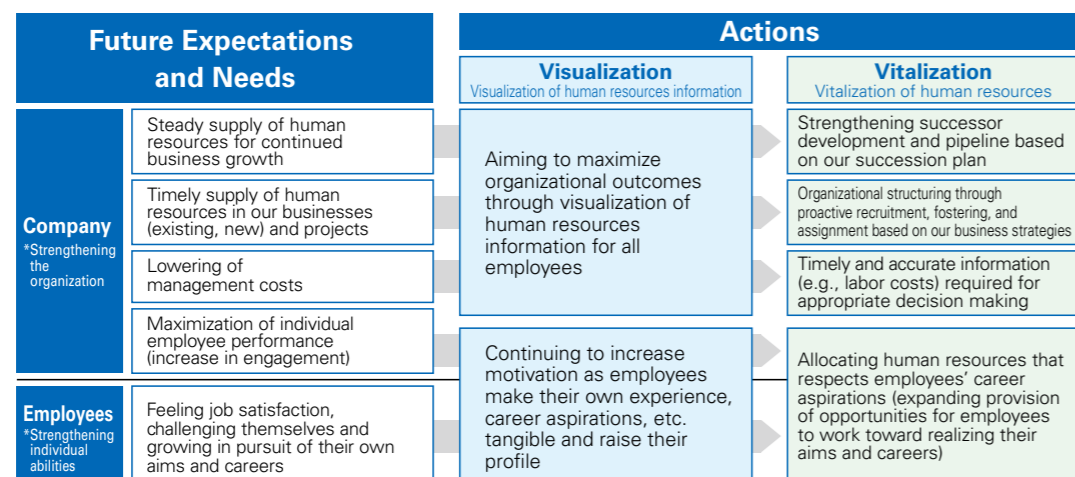 Future Expectations
and Needs
Actions
Visualization
Visualization of human resources information
Vitalization
Vitalization of human resources
Company
*Strengthening
the
organization
Steady supply of human
resources for continued
business growth
Timely supply of human
resources in our businesses
(existing, new) and projects
Lowering of
management costs
Maximization of individual
employee performance
(increase in engagement)
Aiming to maximize
organizational outcomes
through visualization of
human resources
information for all
employees
Strengthening successor
development and pipeline based
on our succession plan
Organizational structuring through
proactive recruitment, fostering, and
assignment based on our business strategies
Timely and accurate information
(e.g., labor costs) required for
appropriate decision making
Employees
*Strengthening
individual
abilities
Feeling job satisfaction,
challenging themselves and
growing in pursuit of their own
aims and careers
Continuing to increase
motivation as employees
make their own experience,
career aspirations, etc.
tangible and raise their
profile
Allocating human resources that
respects employees’ career
aspirations (expanding provision
of opportunities for employees
to work toward realizing their
aims and careers)